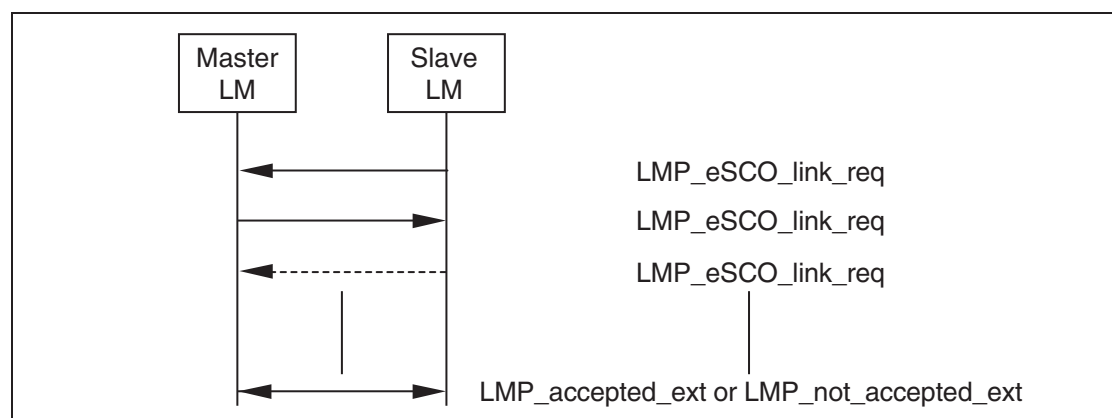 Master
LM
Slave
LM
LMP_eSCO_link_req
LMP_eSCO_link_req
LMP_eSCO_link_req
LMP_accepted_ext or LMP_not_accepted_ext